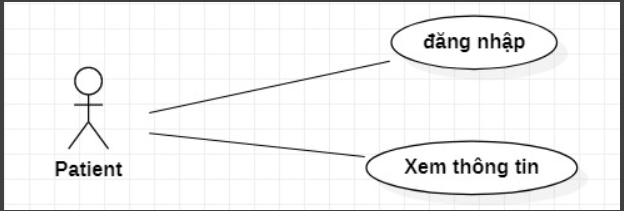 đăng nhập
Patient
Xem thông tin